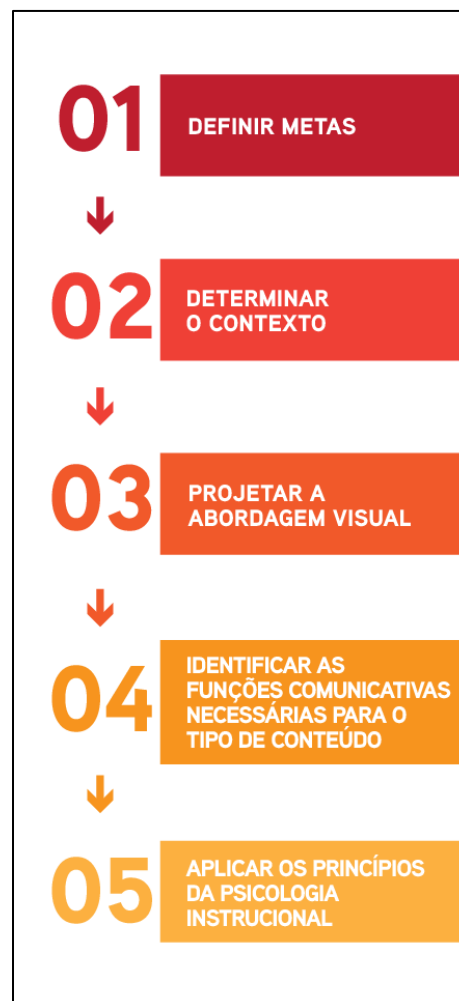 01
DEFINIR METAS
02
DETERMINAR
O CONTEXTO
03
PROJETAR A
ABORDAGEM VISUAL
04
IDENTIFICAR AS
FUNÇÕES COMUNICATIVAS
NECESSÁRIAS PARA O
TIPO DE CONTEÚDO
05
APLICAR OS PRINCÍPIOS
DA PSICOLOGIA
INSTRUCIONAL